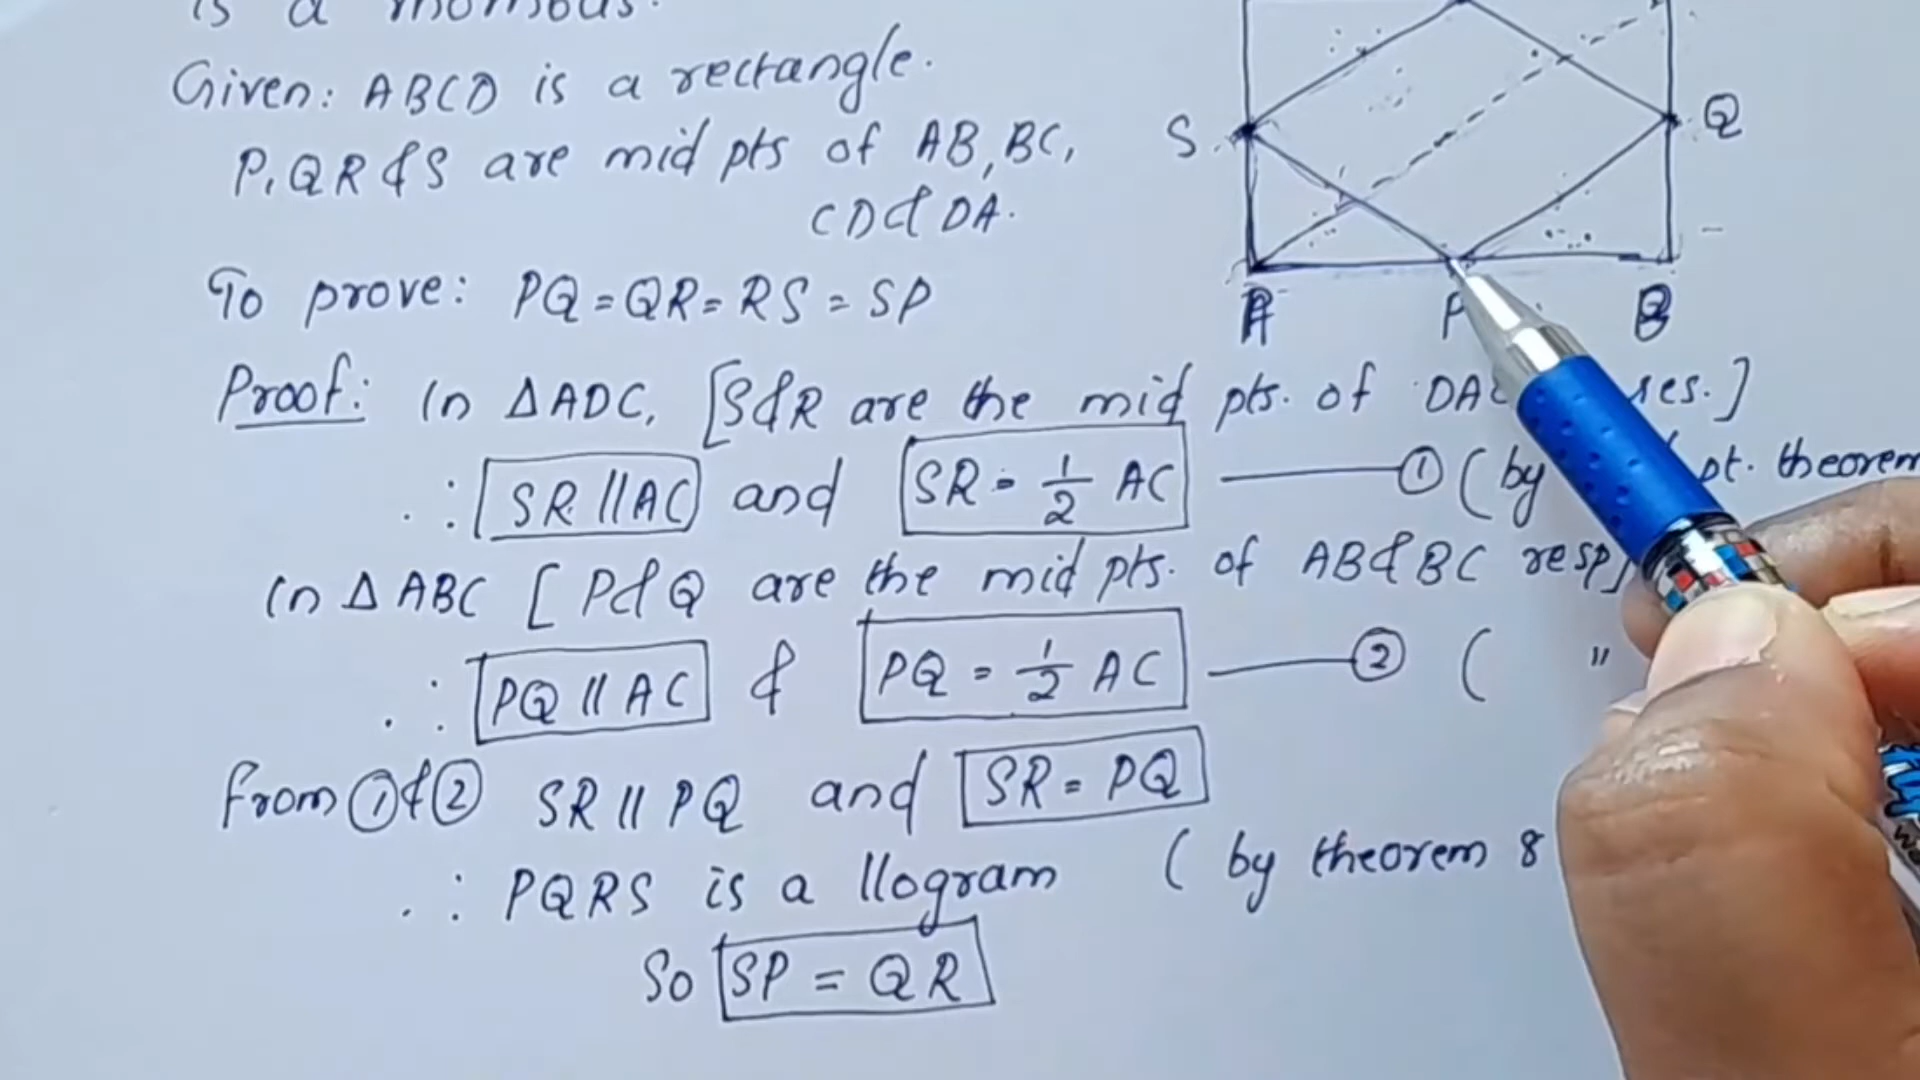 is a rhombus.
Given: ABCD is a rectangle.
P, Q R & S are mid pts of AB, BC,
CD & DA.
S
Q
To prove: PQ = QR = RS = SP
A
P
B
Proof: In ΔADC, [S & R are the mid pts. of DA res.]
∴ SR || AC and SR = 1/2 AC ——— ① (by pt. theorem
In Δ ABC [P & Q are the mid pts. of AB & BC resp]
∴ PQ || AC & PQ = 1/2 AC ——— ② ( "
From ① & ② SR || PQ and SR = PQ
∴ PQRS is a llogram (by theorem 8
So SP = QR